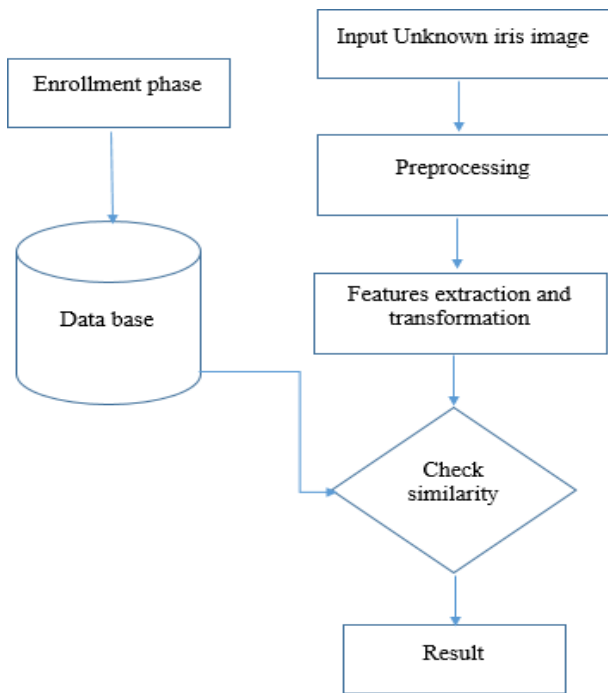 Input Unknown iris image
Enrollment phase
Preprocessing
Data base
Features extraction and
transformation
Check
similarity
Result